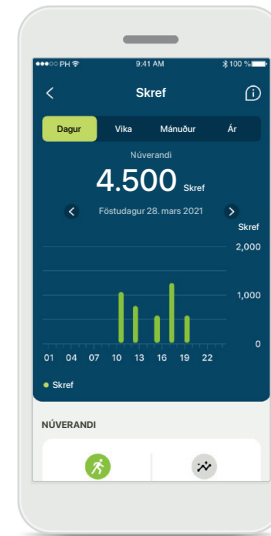 PH 9:41 AM 100 %
Skref
Dagur Vika Mánuður Ár
Núverandi
4.500 Skref
Föstudagur 28. mars 2021
Skref
2,000
1,000
0
01 04 07 10 13 16 19 22
Skref
NÚVERANDI